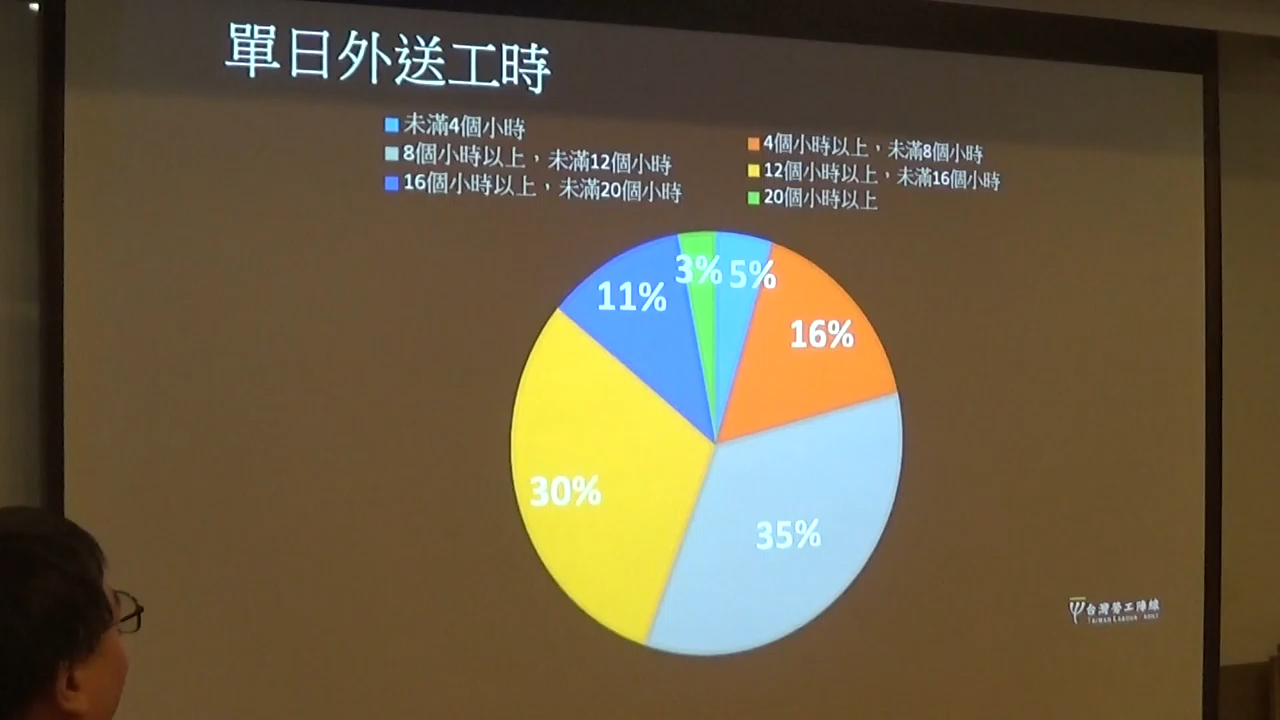 單日外送工時
未滿4個小時
4個小時以上，未滿8個小時
8個小時以上，未滿12個小時
12個小時以上，未滿16個小時
16個小時以上，未滿20個小時
20個小時以上
3%
5%
11%
16%
30%
35%
台灣勞工陣線
TAIWAN LABOUR FRONT